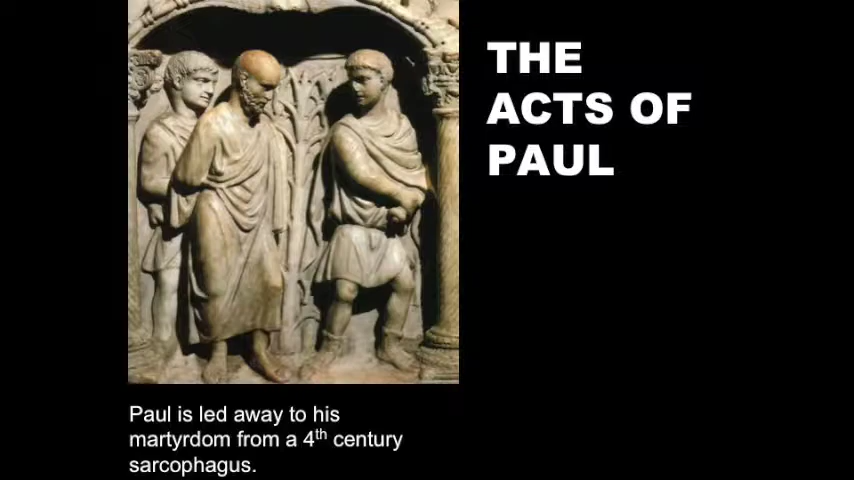 THE
ACTS OF
PAUL
Paul is led away to his
martyrdom from a 4th century
sarcophagus.